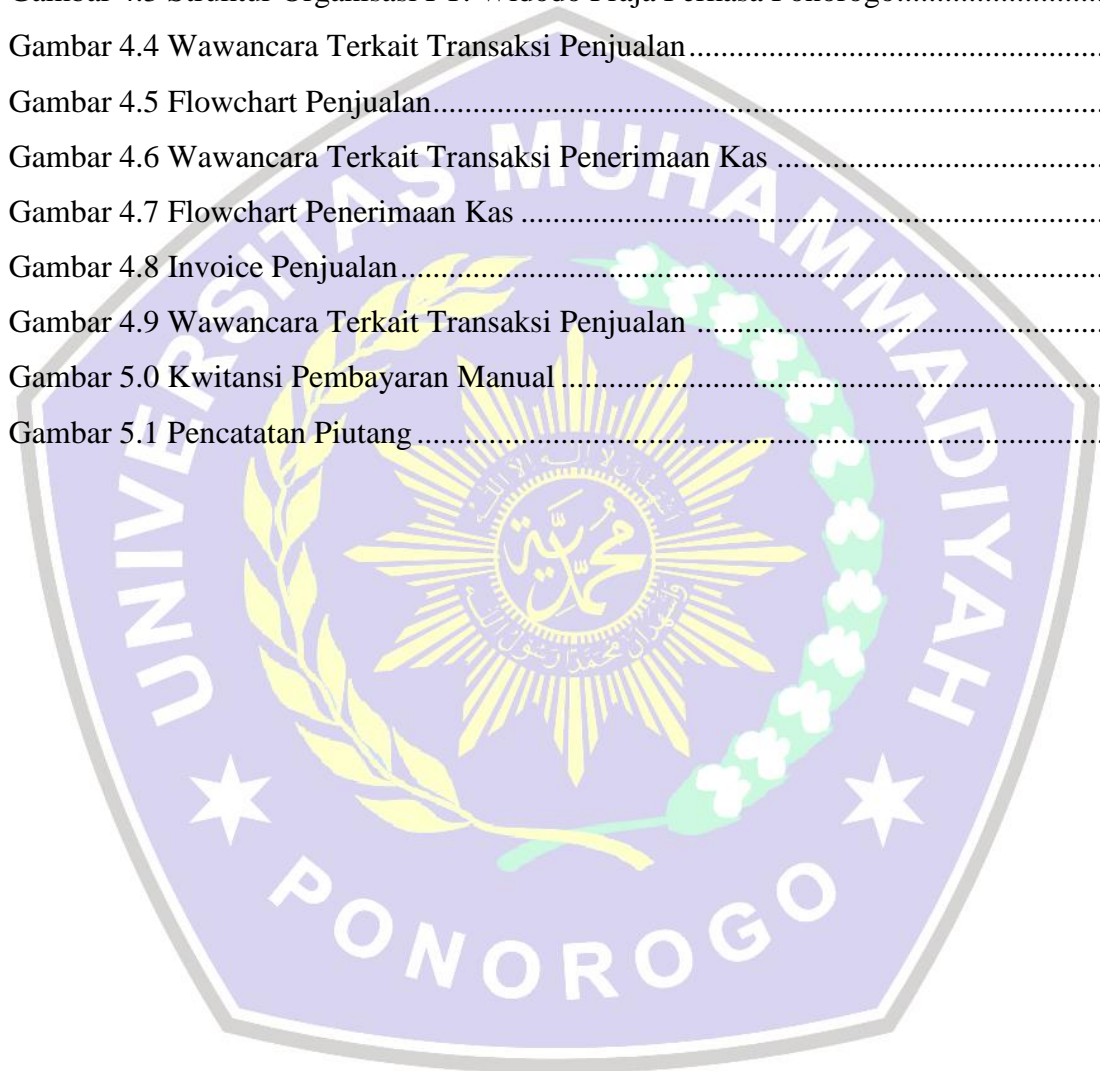 Gambar 4.4 Wawancara Terkait Transaksi Penjualan
Gambar 4.5 Flowchart Penjualan
Gambar 4.6 Wawancara Terkait Transaksi Penerimaan Kas
Gambar 4.7 Flowchart Penerimaan Kas
Gambar 4.8 Invoice Penjualan
Gambar 4.9 Wawancara Terkait Transaksi Penjualan
Gambar 5.0 Kwitansi Pembayaran Manual
Gambar 5.1 Pencatatan Piutang
UNIVERSITAS MUHAMMADIYAH
PONOROGO